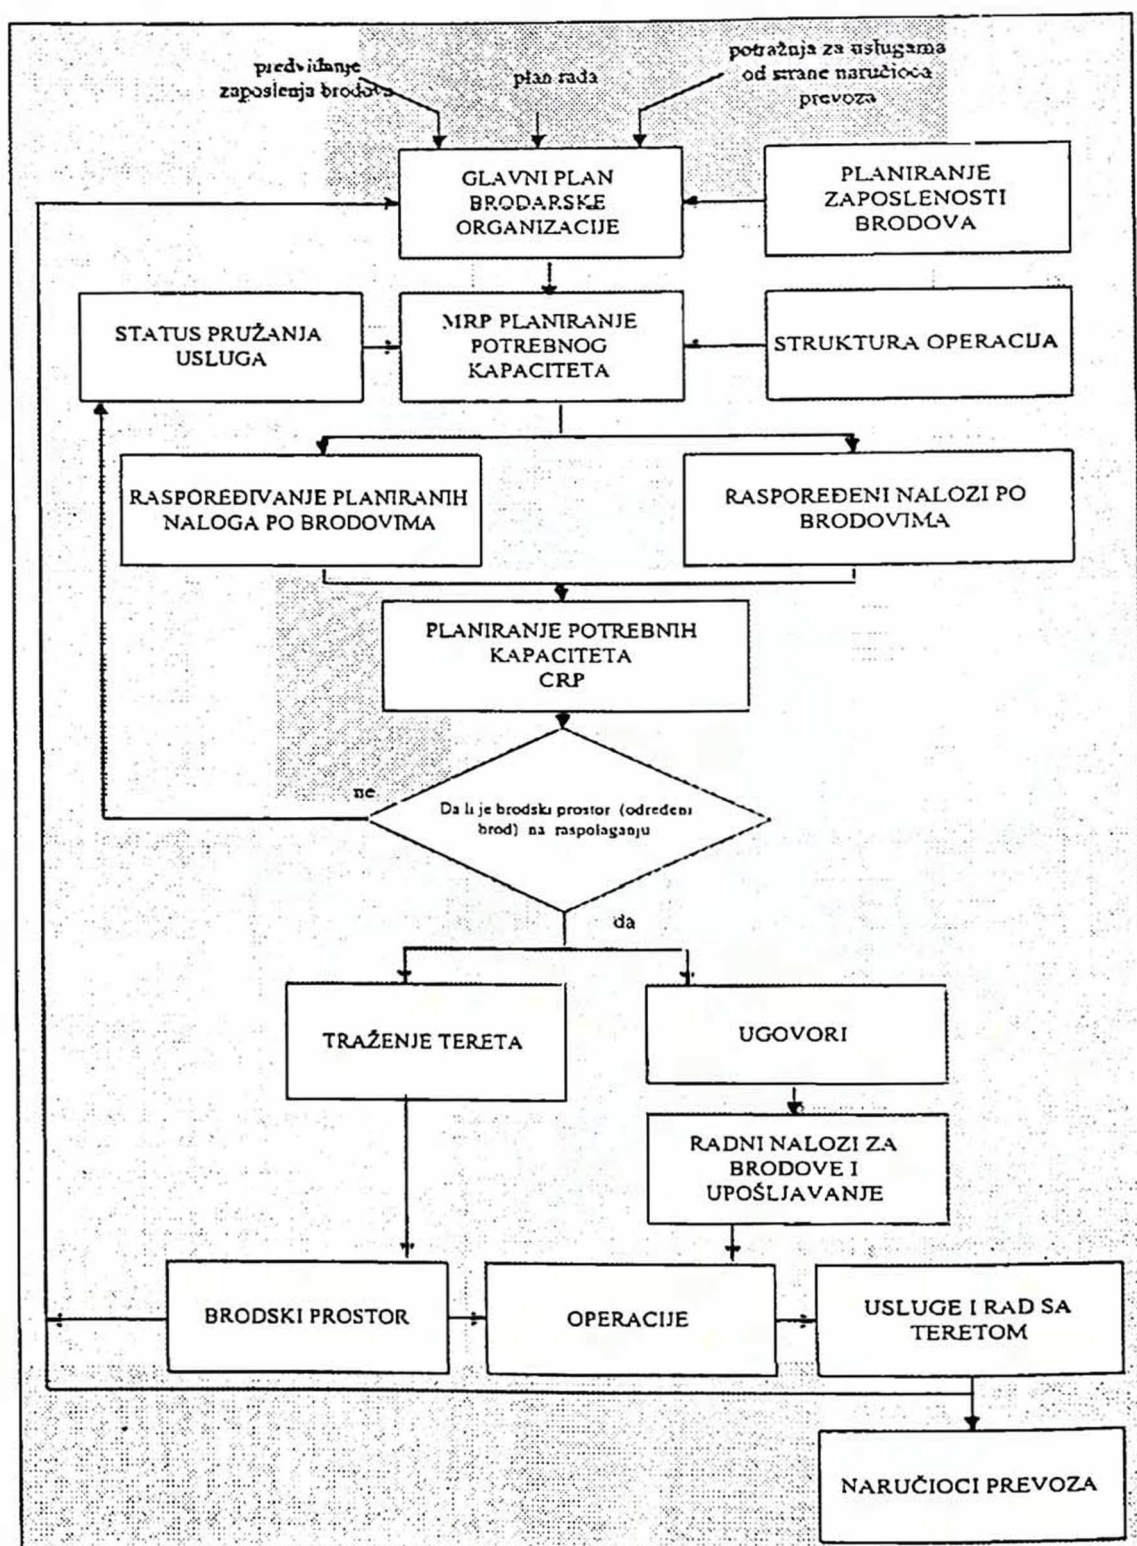 predviđanje
zaposlenja brodova
plan rada
potražnja za uslugama
od strane naručioca
prevoza
GLAVNI PLAN
BRODARSKE
ORGANIZACIJE
PLANIRANJE
ZAPOSLENOSTI
BRODOVA
STATUS PRUŽANJA
USLUGA
MRP PLANIRANJE
POTREBNOG
KAPACITETA
STRUKTURA OPERACIJA
RASPOREĐIVANJE PLANIRANIH
NALOGA PO BRODOVIMA
RASPOREĐENI NALOZI PO
BRODOVIMA
PLANIRANJE POTREBNIH
KAPACITETA
CRP
ne
Da li je brodski prostor (određeni
brod) na raspolaganju
da
TRAŽENJE TERETA
UGOVORI
RADNI NALOZI ZA
BRODOVE I
UPOŠLJAVANJE
BRODSKI PROSTOR
OPERACIJE
USLUGE I RAD SA
TERETOM
NARUČIOCI PREVOZA